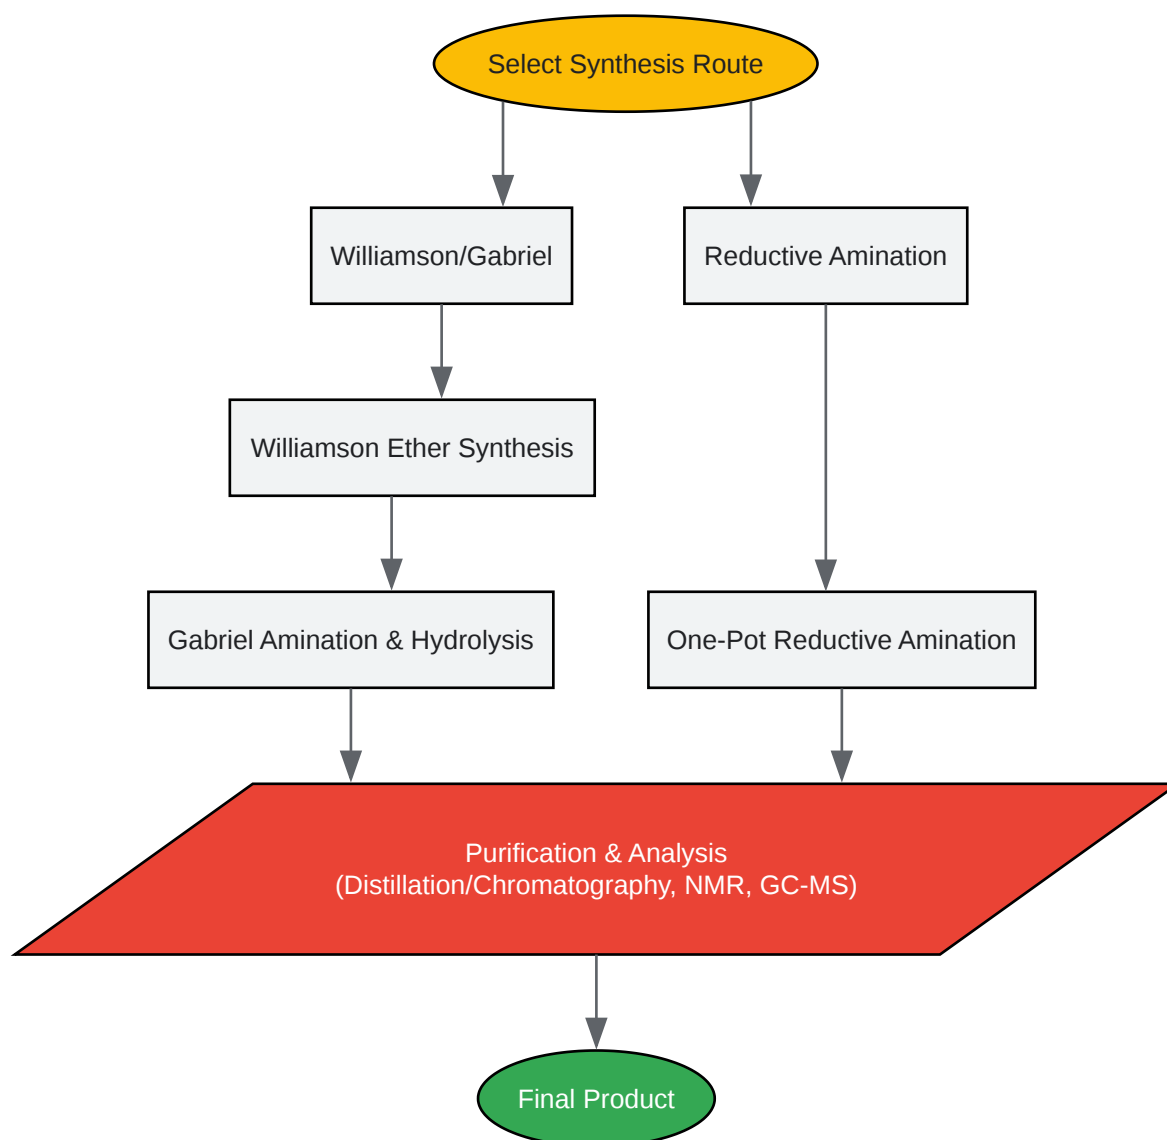 Select Synthesis Route
Williamson/Gabriel
Reductive Amination
Williamson Ether Synthesis
Gabriel Amination & Hydrolysis
One-Pot Reductive Amination
Purification & Analysis
(Distillation/Chromatography, NMR, GC-MS)
Final Product